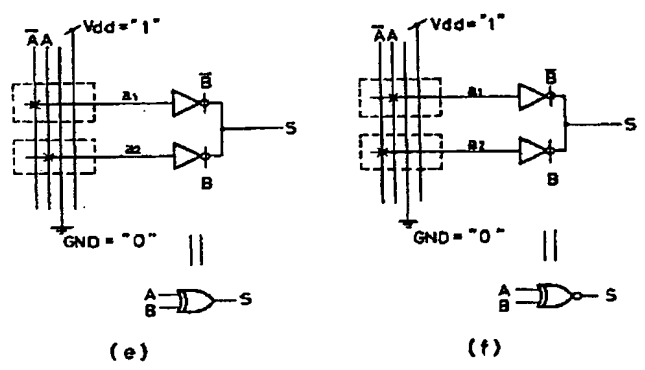 Vdd="1"
A̅ A
a₁
B̅
S
a₂
B
GND="0"
A
B
S
(e)
Vdd="1"
A̅ A
a₁
B̅
S
a2
B
GND="0"
A
B
S
(f)